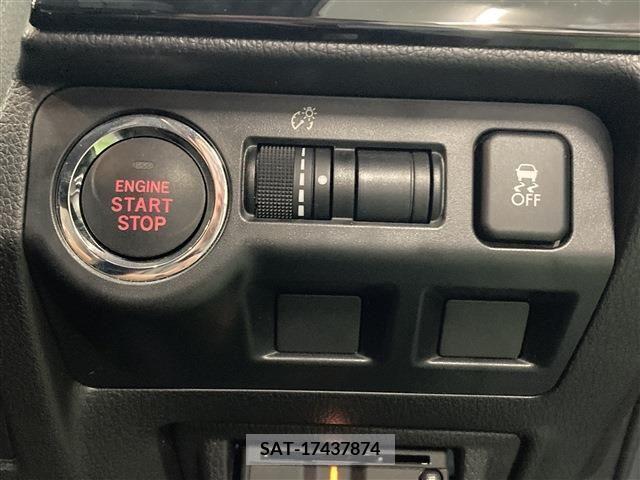 ENGINE
START
STOP
OFF
SAT-17437874